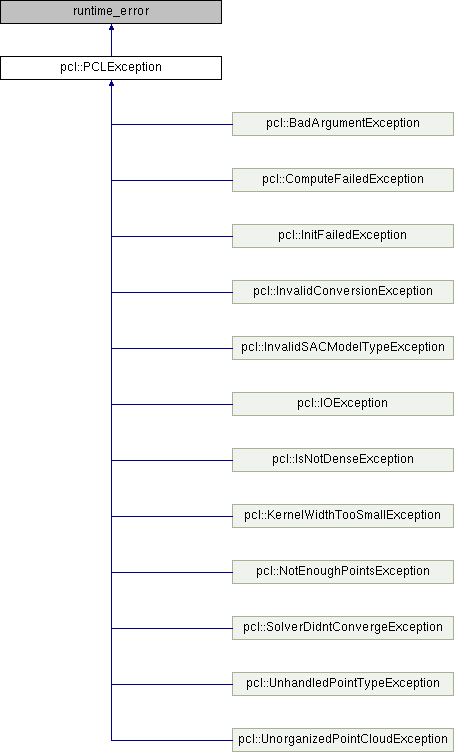 runtime_error
pcl::PCLException
pcl::BadArgumentException
pcl::ComputeFailedException
pcl::InitFailedException
pcl::InvalidConversionException
pcl::InvalidSACModelTypeException
pcl::IOException
pcl::IsNotDenseException
pcl::KernelWidthTooSmallException
pcl::NotEnoughPointsException
pcl::SolverDidntConvergeException
pcl::UnhandledPointTypeException
pcl::UnorganizedPointCloudException